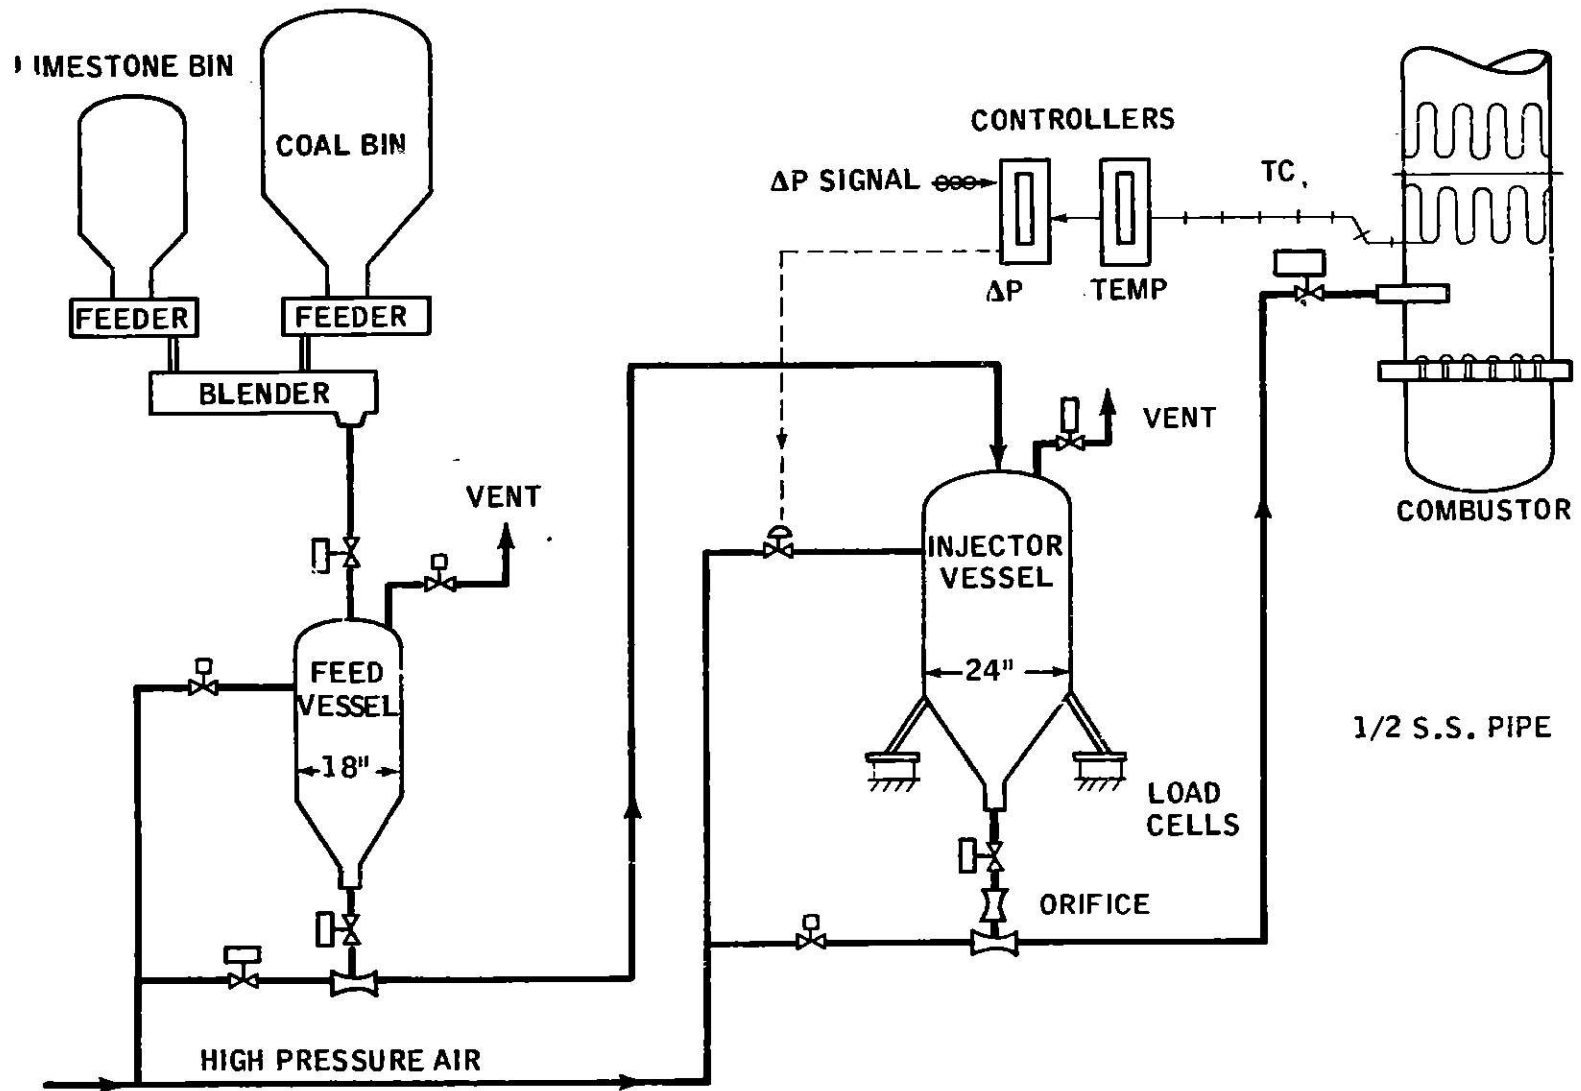 LIMESTONE BIN
COAL BIN
FEEDER
FEEDER
BLENDER
CONTROLLERS
ΔP SIGNAL
TC
ΔP
TEMP
VENT
COMBUSTOR
VENT
INJECTOR
VESSEL
FEED
VESSEL
24"
18"
1/2 S.S. PIPE
LOAD
CELLS
ORIFICE
HIGH PRESSURE AIR